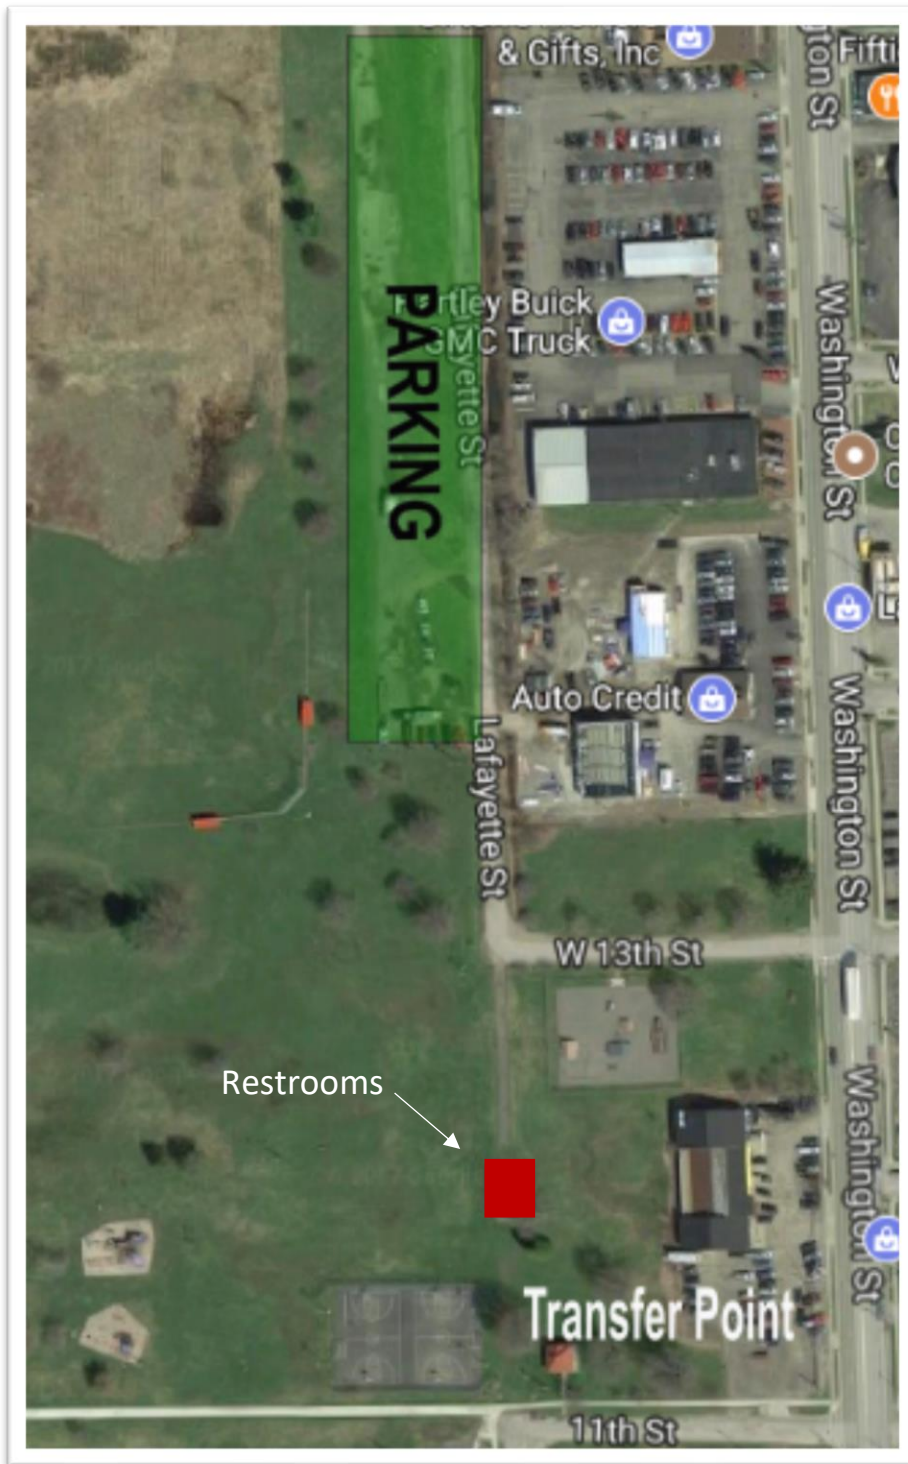 & Gifts, Inc
gton St
Fifti
PARKING
rtley Buick
GMC Truck
yette St
Washington St
Auto Credit
Lafayette St
Washington St
W 13th St
Restrooms
Washington St
Transfer Point
11th St